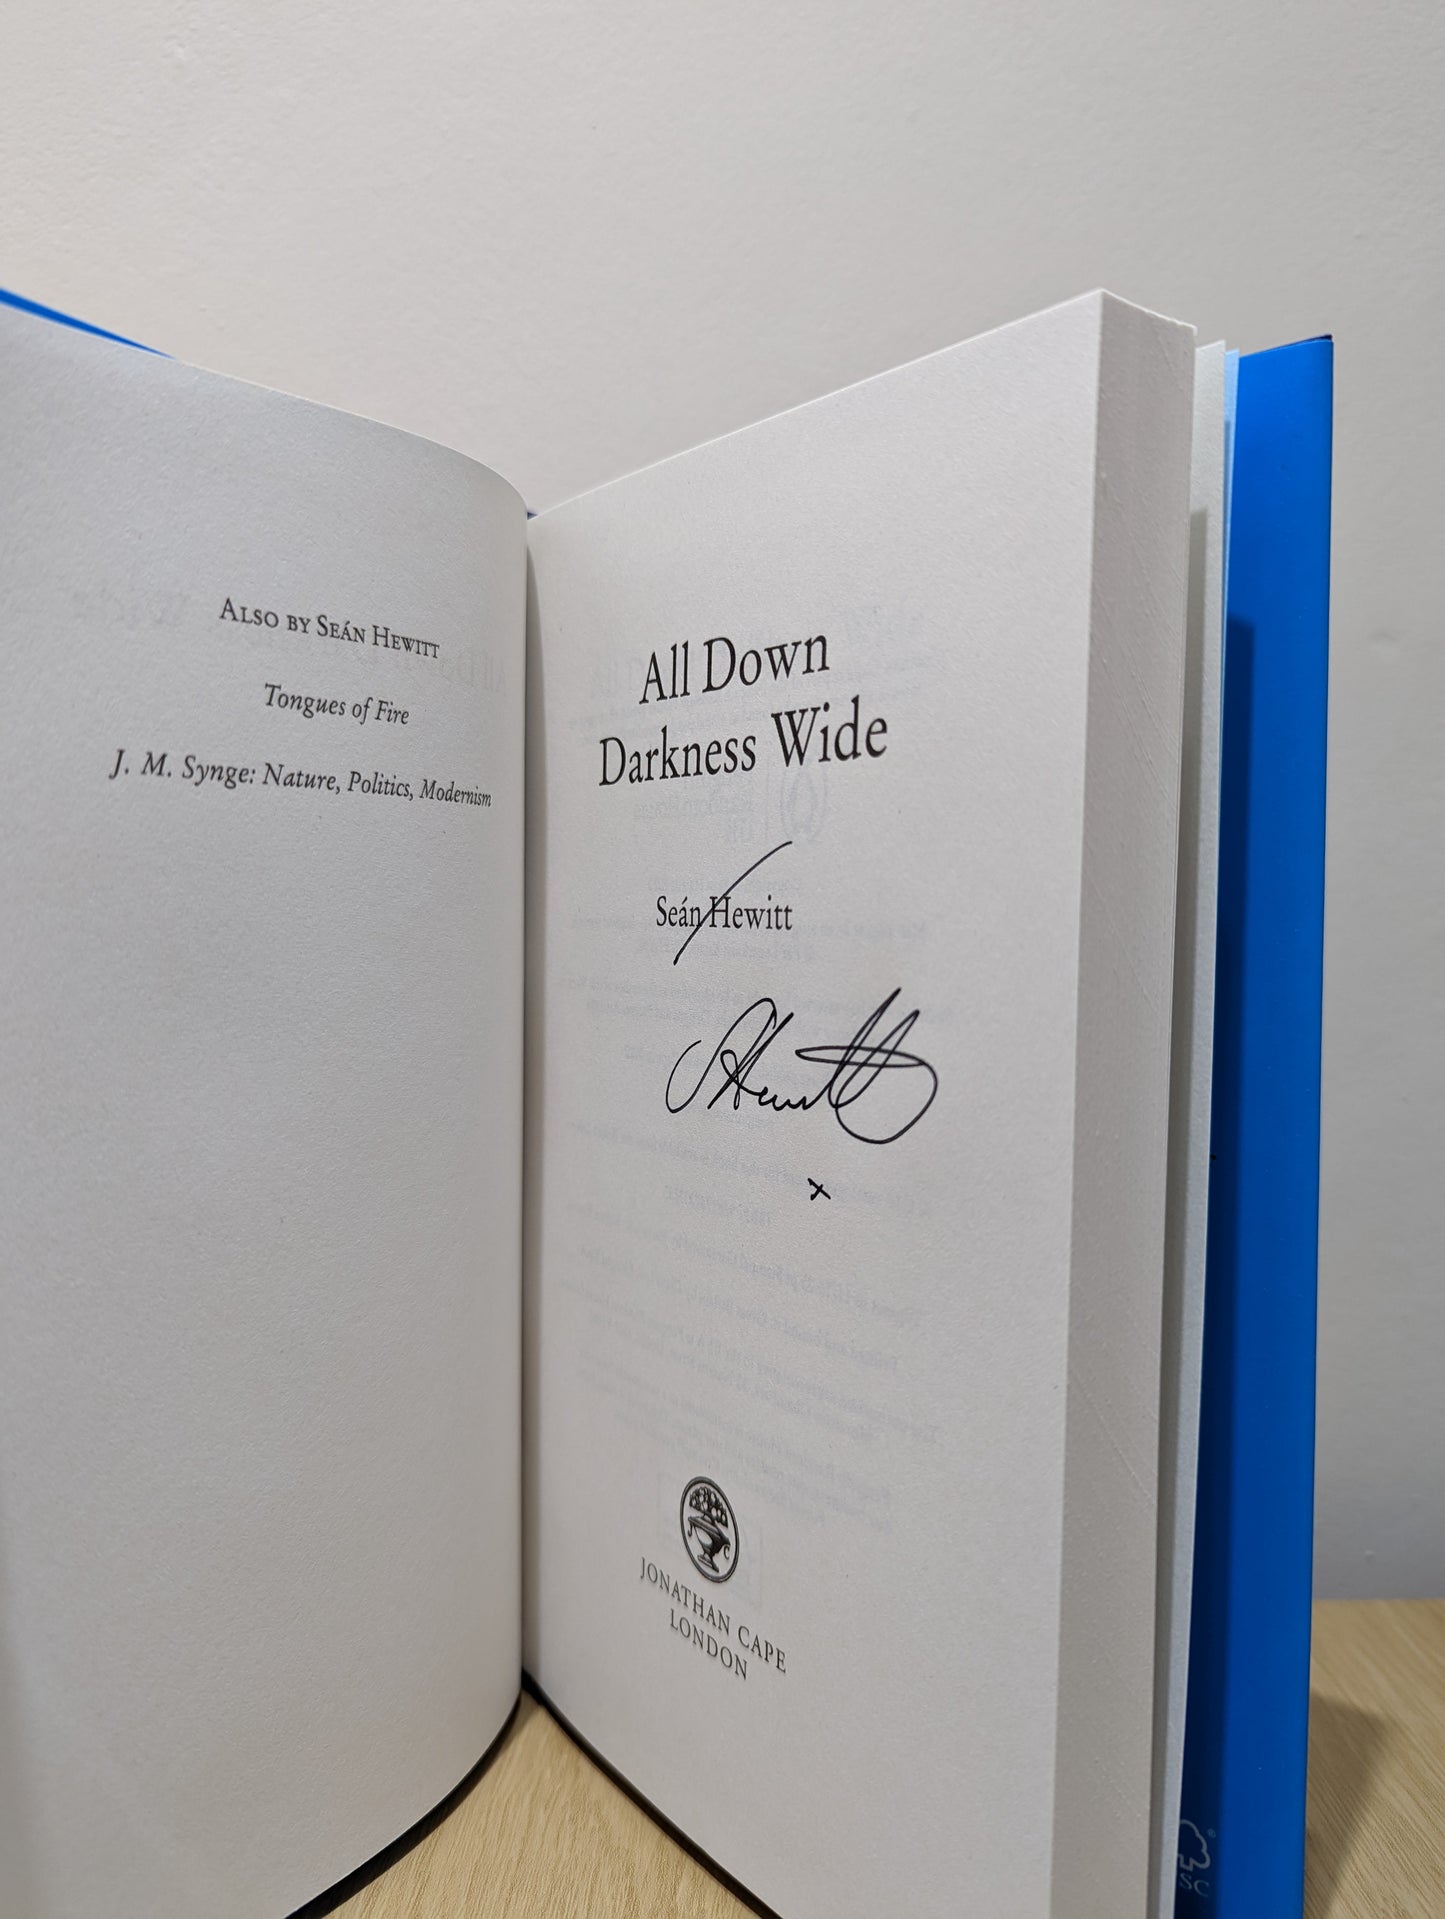 ALSO BY SEÁN HEWITT
Tongues of Fire
J. M. Synge: Nature, Politics, Modernism
All Down
Darkness Wide
Seán Hewitt
SHewitt
x
J C
JONATHAN CAPE
LONDON